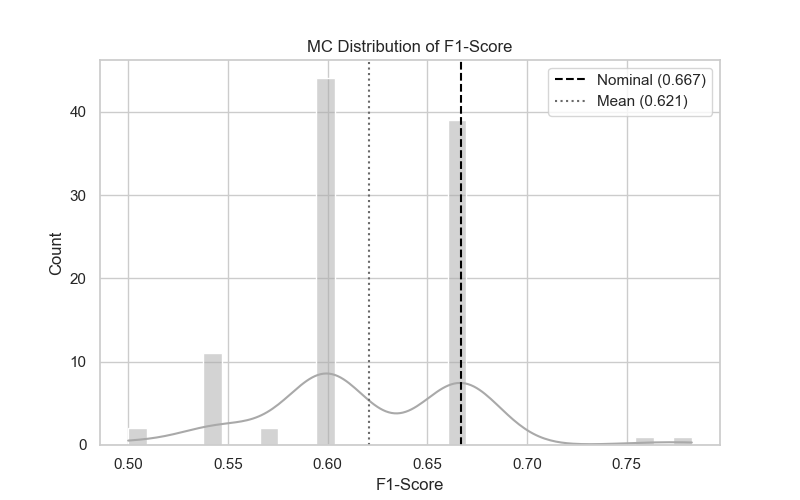 MC Distribution of F1-Score
Nominal (0.667)
Mean (0.621)
Count
40
30
20
10
0
0.50 0.55 0.60 0.65 0.70 0.75
F1-Score